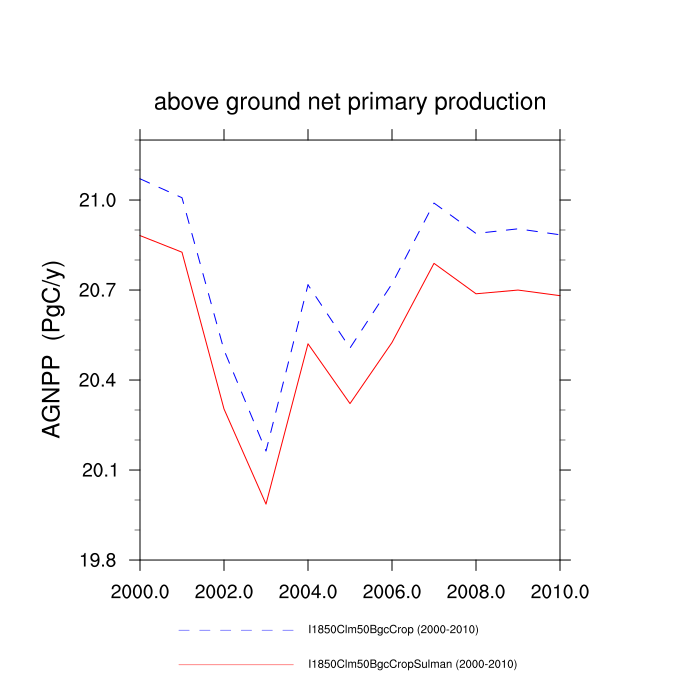 above ground net primary production
AGNPP (PgC/y)
21.0
20.7
20.4
20.1
19.8
2000.0 2002.0 2004.0 2006.0 2008.0 2010.0
I1850Clm50BgcCrop (2000-2010)
I1850Clm50BgcCropSulman (2000-2010)